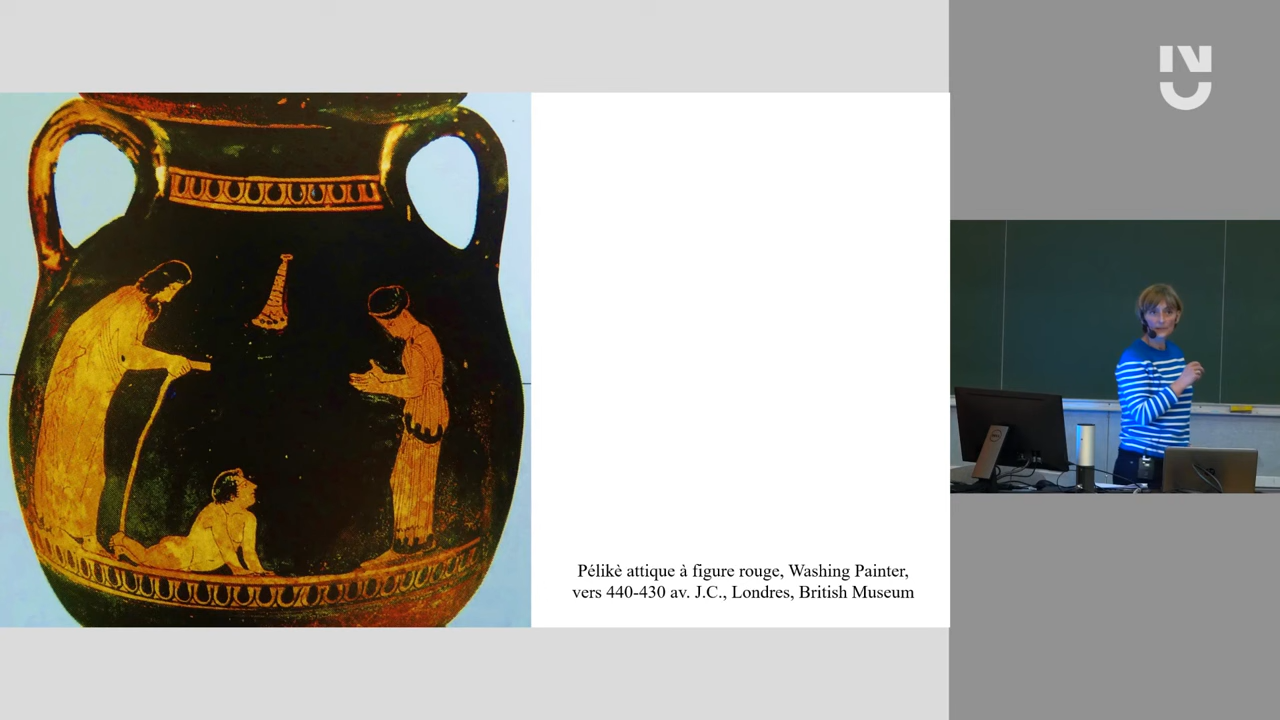 Pélikè attique à figure rouge, Washing Painter,
vers 440-430 av. J.C., Londres, British Museum